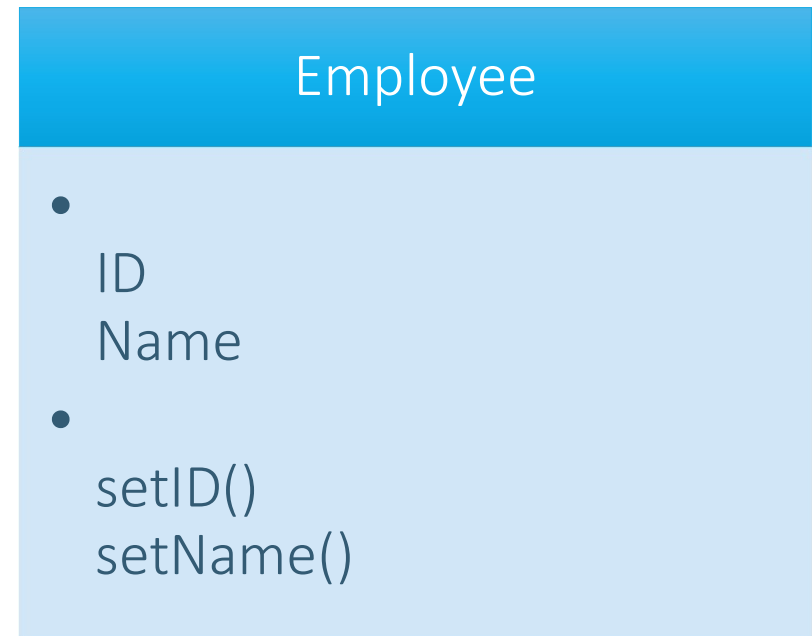 Employee
•
ID
Name
•
setID()
setName()